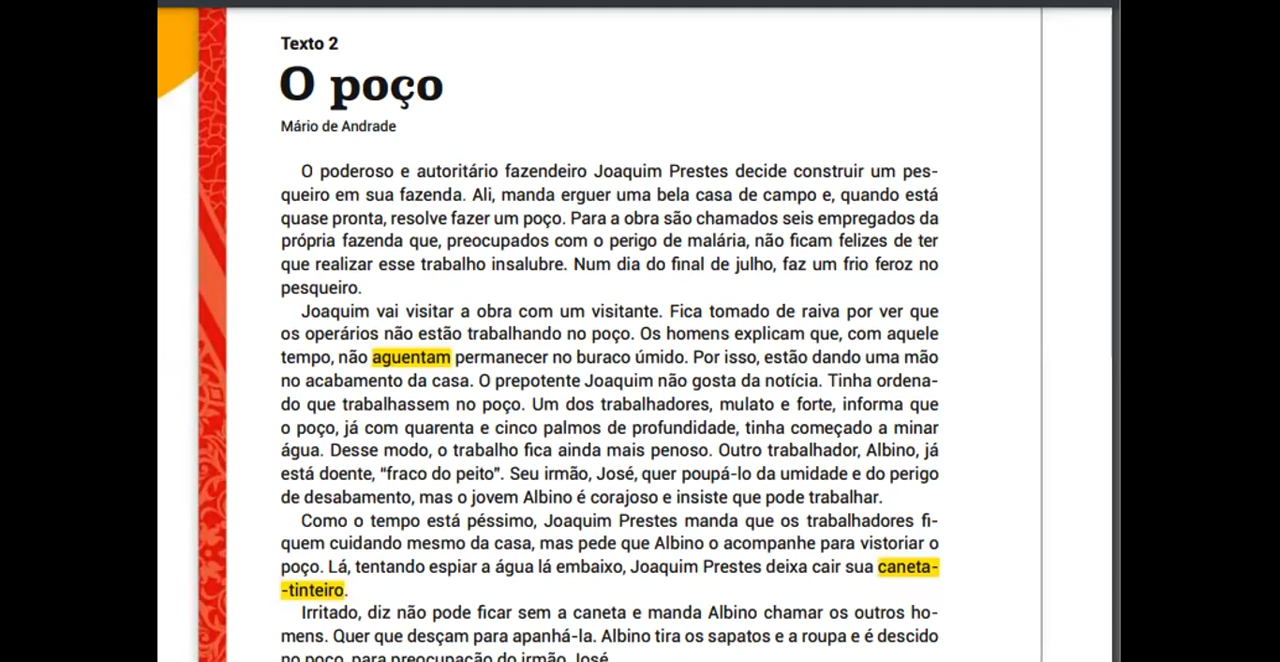 Texto 2
O poço
Mário de Andrade
O poderoso e autoritário fazendeiro Joaquim Prestes decide construir um pes-
queiro em sua fazenda. Ali, manda erguer uma bela casa de campo e, quando está
quase pronta, resolve fazer um poço. Para a obra são chamados seis empregados da
própria fazenda que, preocupados com o perigo de malária, não ficam felizes de ter
que realizar esse trabalho insalubre. Num dia do final de julho, faz um frio feroz no
pesqueiro.
Joaquim vai visitar a obra com um visitante. Fica tomado de raiva por ver que
os operários não estão trabalhando no poço. Os homens explicam que, com aquele
tempo, não aguentam permanecer no buraco úmido. Por isso, estão dando uma mão
no acabamento da casa. O prepotente Joaquim não gosta da notícia. Tinha ordena-
do que trabalhassem no poço. Um dos trabalhadores, mulato e forte, informa que
o poço, já com quarenta e cinco palmos de profundidade, tinha começado a minar
água. Desse modo, o trabalho fica ainda mais penoso. Outro trabalhador, Albino, já
está doente, "fraco do peito". Seu irmão, José, quer poupá-lo da umidade e do perigo
de desabamento, mas o jovem Albino é corajoso e insiste que pode trabalhar.
Como o tempo está péssimo, Joaquim Prestes manda que os trabalhadores fi-
quem cuidando mesmo da casa, mas pede que Albino o acompanhe para vistoriar o
poço. Lá, tentando espiar a água lá embaixo, Joaquim Prestes deixa cair sua caneta-
-tinteiro.
Irritado, diz não pode ficar sem a caneta e manda Albino chamar os outros ho-
mens. Quer que desçam para apanhá-la. Albino tira os sapatos e a roupa e é descido
no poço, para preocupação do irmão José.